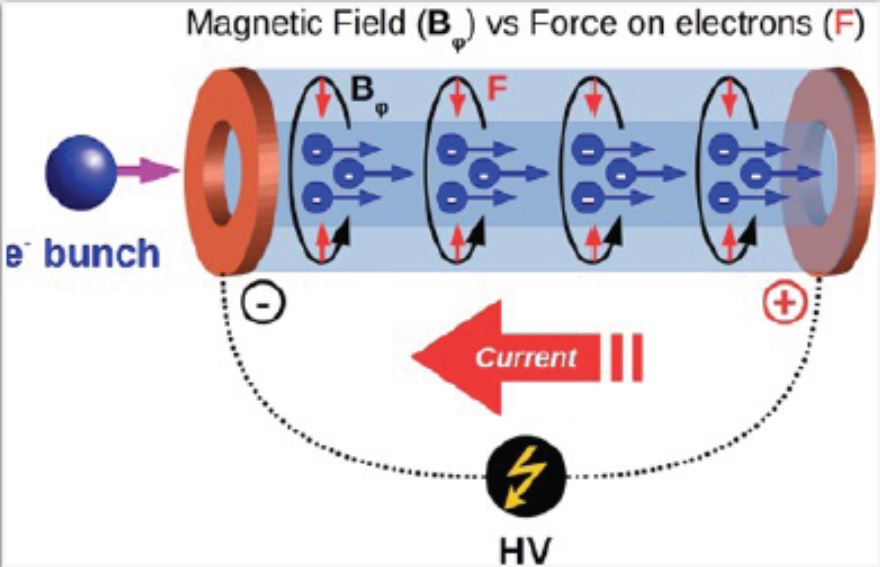 Magnetic Field (Bφ) vs Force on electrons (F)
Bφ
F
e⁻ bunch
-
+
Current
HV